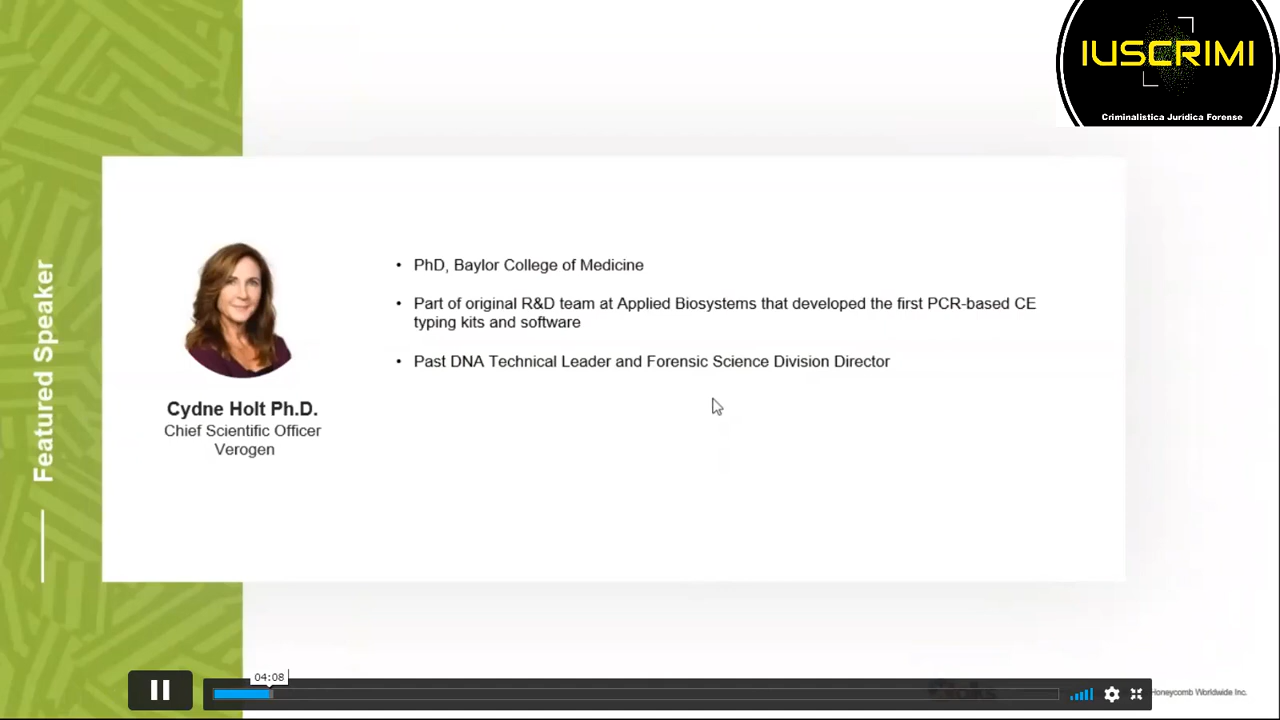 IUSCRIMI
Criminalistica Juridica Forense
Featured Speaker
• PhD, Baylor College of Medicine
• Part of original R&D team at Applied Biosystems that developed the first PCR-based CE
typing kits and software
• Past DNA Technical Leader and Forensic Science Division Director
Cydne Holt Ph.D.
Chief Scientific Officer
Verogen
04:08
Honeycomb Worldwide Inc.